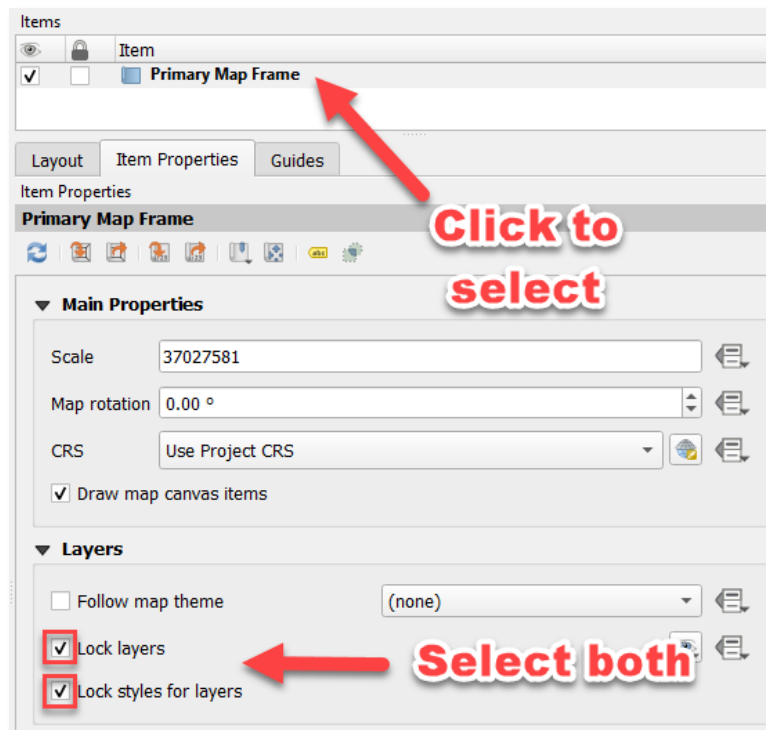 Items
Item
Primary Map Frame
Layout Item Properties Guides
Item Properties
Primary Map Frame
Click to
select
abc
Main Properties
Scale 37027581
Map rotation 0.00 °
CRS Use Project CRS
Draw map canvas items
Layers
Follow map theme (none)
Lock layers
Select both
Lock styles for layers